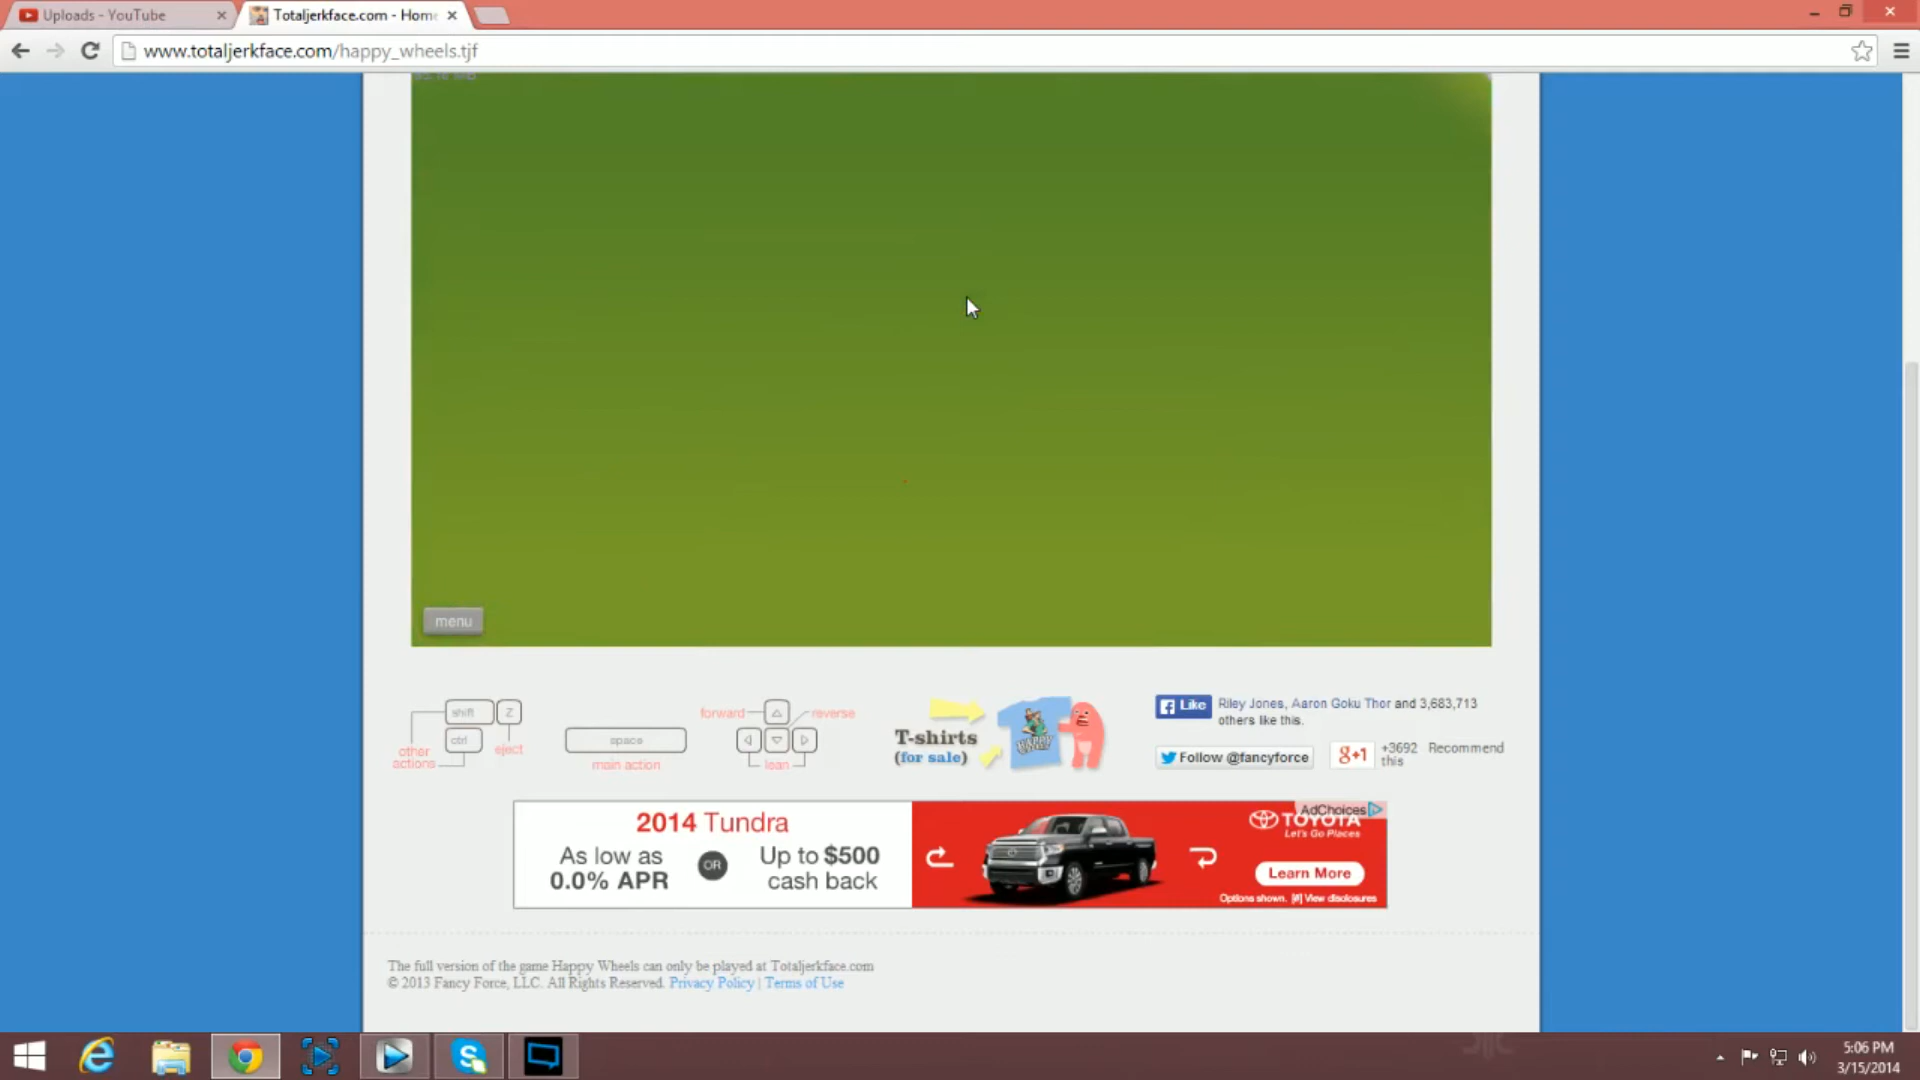 Uploads - YouTube
Totaljerkface.com - Home
www.totaljerkface.com/happy_wheels.tjf
menu
shift Z
ctrl
other actions
eject
space
main action
forward
reverse
lean
T-shirts
(for sale)
HAPPY
Like
Riley Jones, Aaron Goku Thor and 3,683,713
others like this.
Follow @fancyforce
g+1
+3692 Recommend
this
2014 Tundra
As low as
0.0% APR
OR
Up to $500
cash back
AdChoices
TOYOTA
Let's Go Places
Learn More
Options shown. [#] View disclosures
The full version of the game Happy Wheels can only be played at Totaljerkface.com
© 2013 Fancy Force, LLC. All Rights Reserved. Privacy Policy | Terms of Use
5:06 PM
3/15/2014